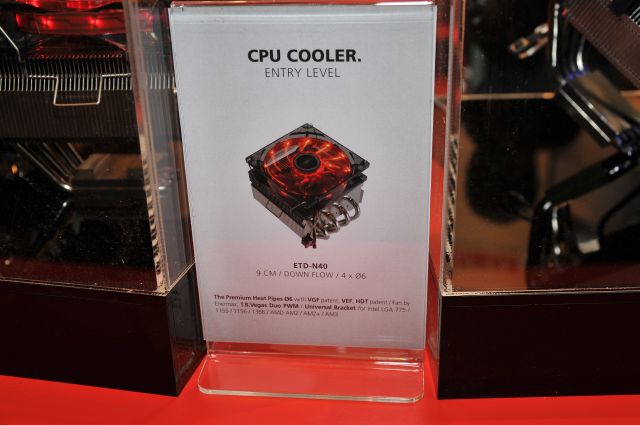 CPU COOLER.
ENTRY LEVEL
ETD-N40
9 CM / DOWN FLOW / 4 x Ø6
The Premium Heat Pipes Ø6 with VGF patent, VEF, HDT patent / Fan by
Enermax: T.B.Vegas Duo PWM / Universal Bracket for Intel LGA 775 /
1155 / 1156 / 1366 / AMD AM2 / AM2+ / AM3